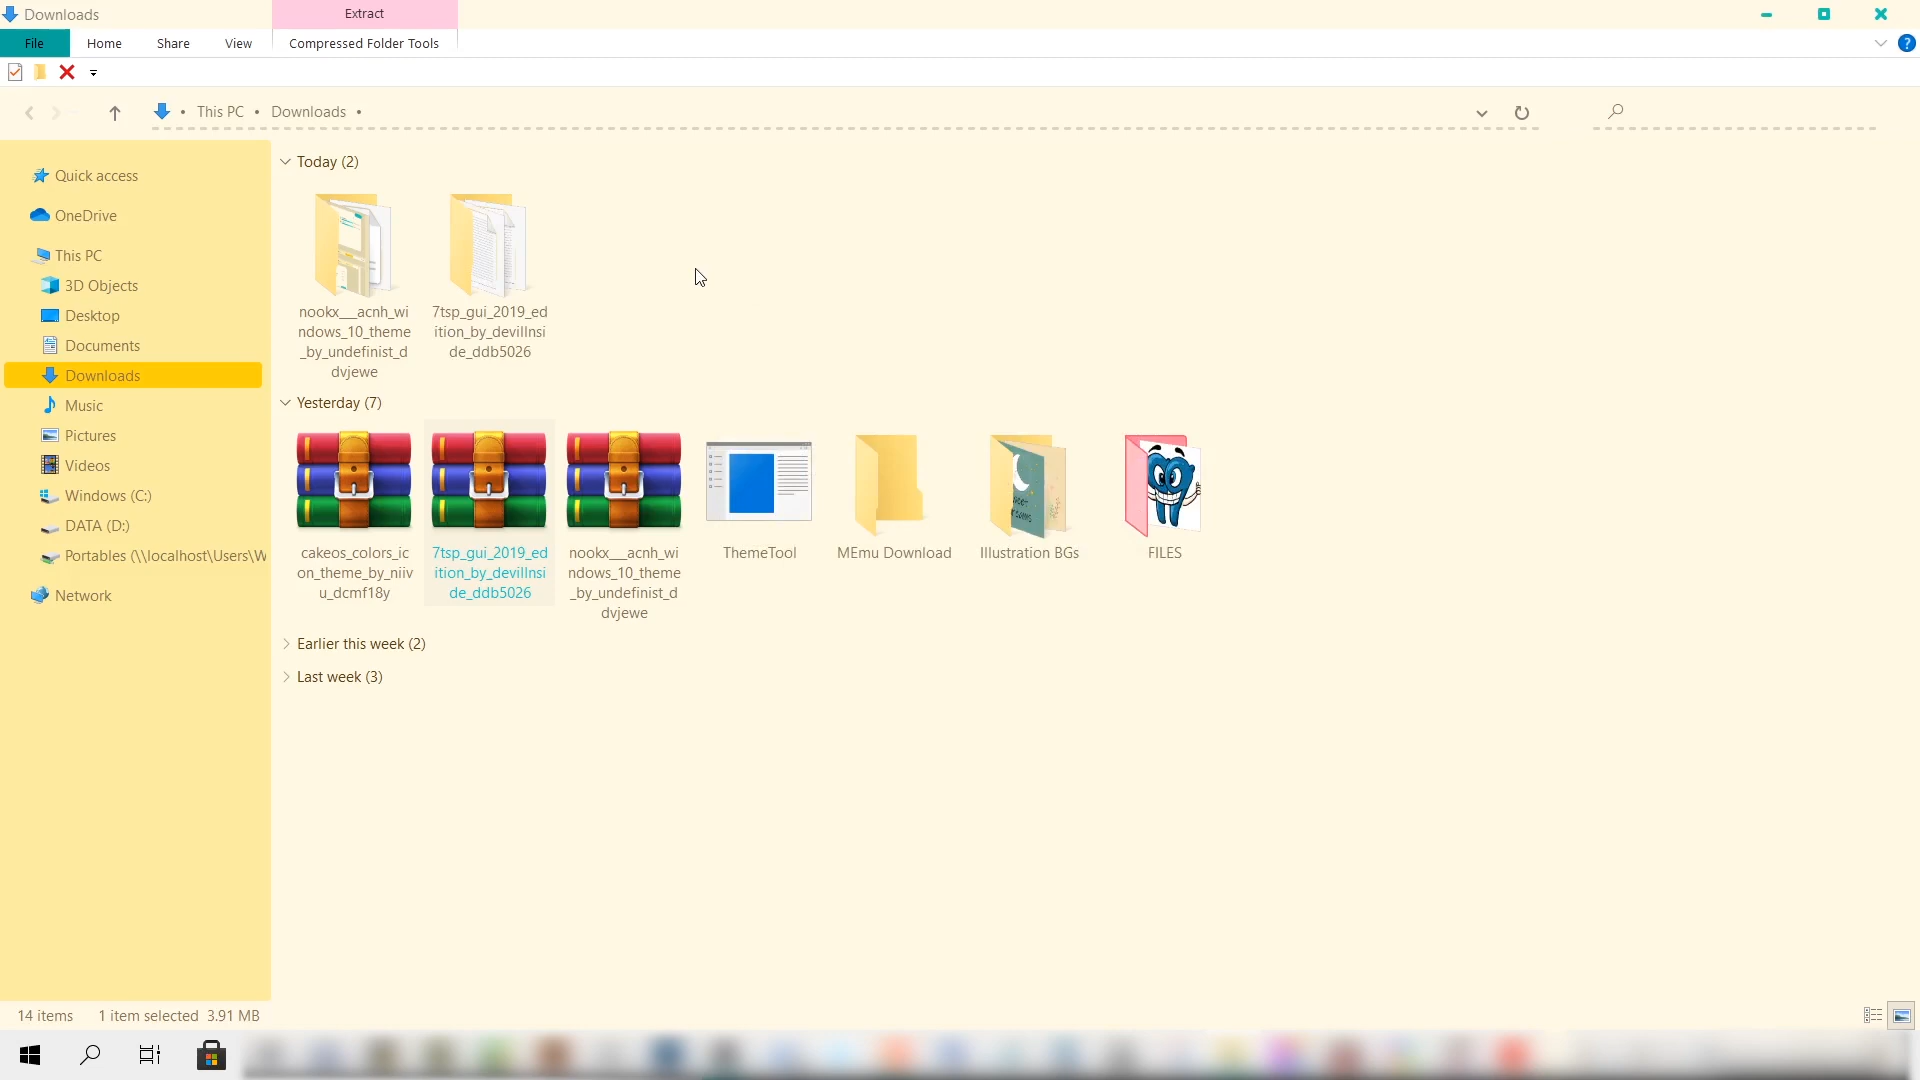 Downloads
Extract
File
Home
Share
View
Compressed Folder Tools
?
This PC • Downloads •
Quick access
OneDrive
This PC
3D Objects
Desktop
Documents
Downloads
Music
Pictures
Videos
Windows (C:)
DATA (D:)
Portables (\\localhost\Users\W
Network
Today (2)
nookx___acnh_wi
ndows_10_theme
_by_undefinist_d
dvjewe
7tsp_gui_2019_ed
ition_by_devillnsi
de_ddb5026
Yesterday (7)
cakeos_colors_ic
on_theme_by_niiv
u_dcmf18y
7tsp_gui_2019_ed
ition_by_devillnsi
de_ddb5026
nookx___acnh_wi
ndows_10_theme
_by_undefinist_d
dvjewe
ThemeTool
MEmu Download
Illustration BGs
FILES
Earlier this week (2)
Last week (3)
14 items
1 item selected 3.91 MB